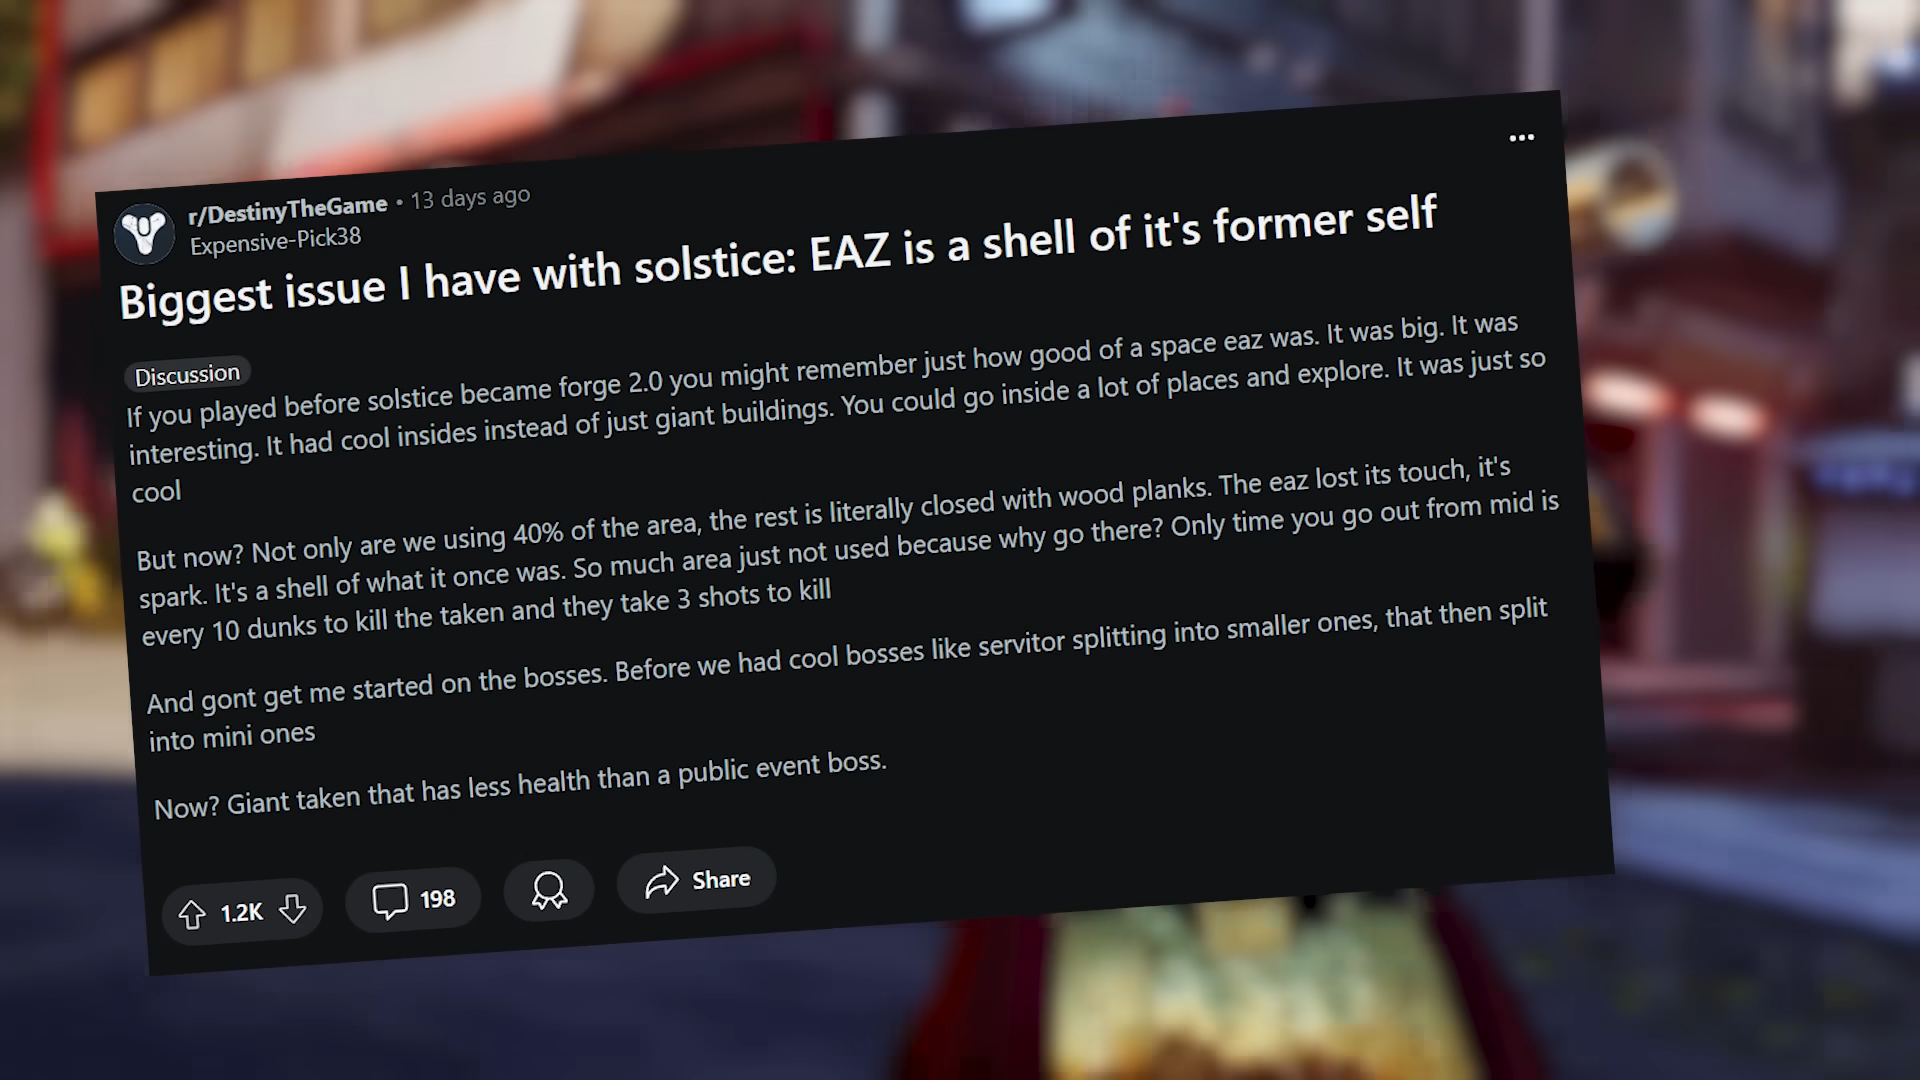 r/DestinyTheGame • 13 days ago
Expensive-Pick38
Biggest issue I have with solstice: EAZ is a shell of it's former self
Discussion
If you played before solstice became forge 2.0 you might remember just how good of a space eaz was. It was big. It was
interesting. It had cool insides instead of just giant buildings. You could go inside a lot of places and explore. It was just so
cool
But now? Not only are we using 40% of the area, the rest is literally closed with wood planks. The eaz lost its touch, it's
spark. It's a shell of what it once was. So much area just not used because why go there? Only time you go out from mid is
every 10 dunks to kill the taken and they take 3 shots to kill
And gont get me started on the bosses. Before we had cool bosses like servitor splitting into smaller ones, that then split
into mini ones
Now? Giant taken that has less health than a public event boss.
1.2K
198
Share